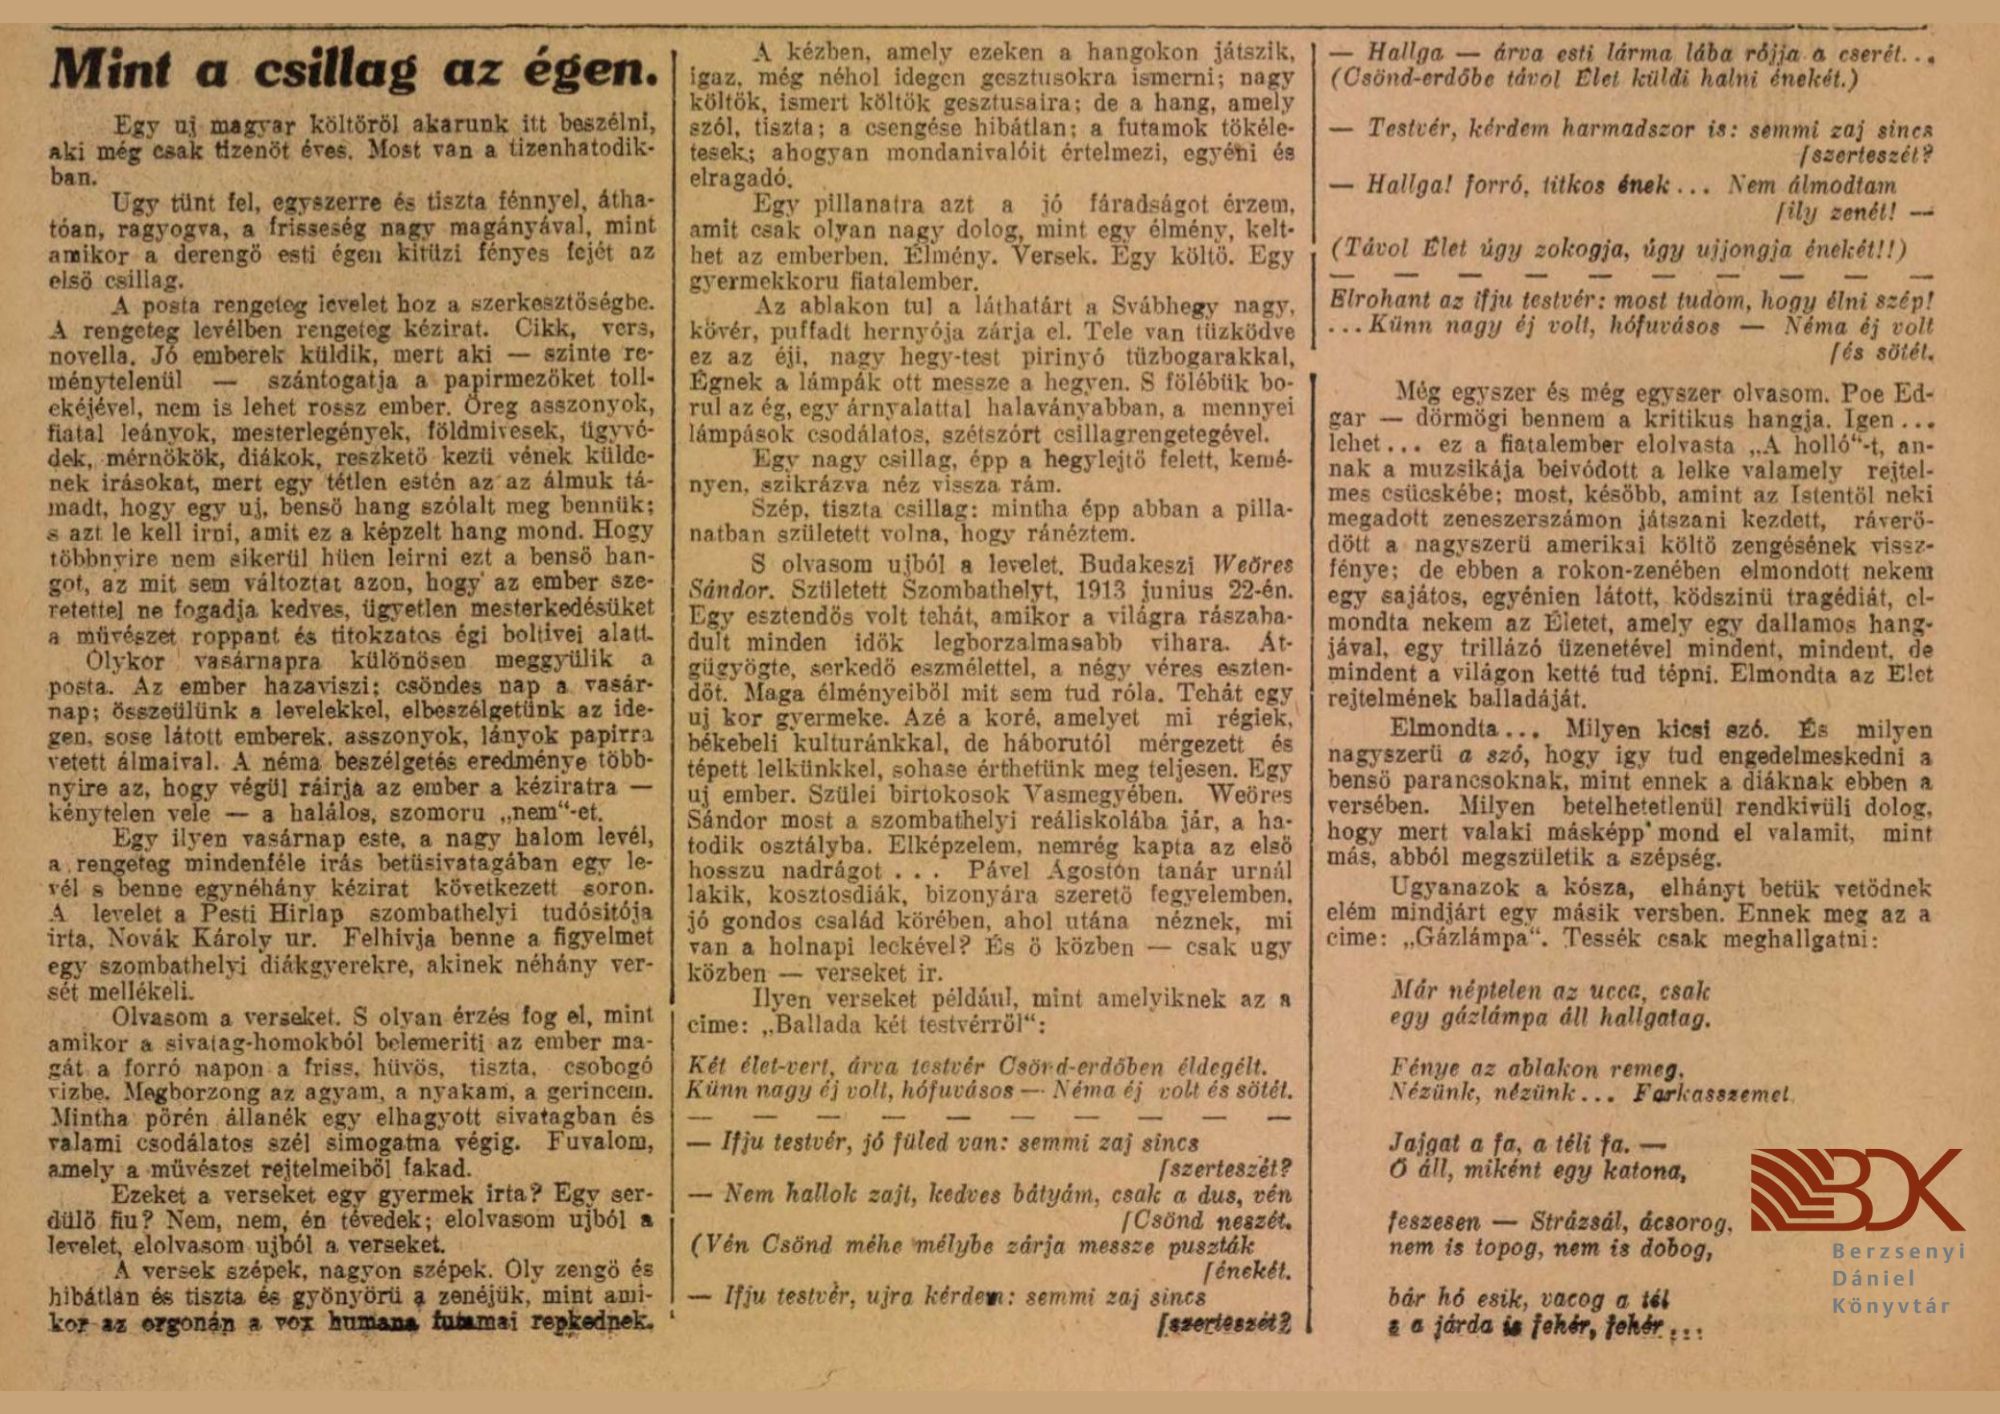 Mint a csillag az égen.
Egy uj magyar költőröl akarunk itt beszélni,
aki még csak tizenöt éves. Most van a tizenhatodik-
ban.
Ugy tünt fel, egyszerre és tiszta fénnyel, átha-
tóan, ragyogva, a frisseség nagy magányával, mint
amikor a derengö esti égen kitüzi fényes fejét az
elsö csillag.
A posta rengeteg levelet hoz a szerkesztöségbe.
A rengeteg levélben rengeteg kézirat. Cikk, vers,
novella. Jó emberek küldik, mert aki — szinte re-
ménytelenül — szántogatja a papirmezöket toll-
ekéjével, nem is lehet rossz ember. Öreg asszonyok,
fiatal leányok, mesterlegények, földmivesek, ügyvé-
dek, mérnökök, diákok, reszketö kezü vének külde-
nek irásokat, mert egy tétlen estén az az álmuk tá-
madt, hogy egy uj, bensö hang szólalt meg bennük;
s azt le kell irni, amit ez a képzelt hang mond. Hogy
többnyire nem sikerül hüen leirni ezt a bensö han-
got, az mit sem változtat azon, hogy az ember sze-
retettel ne fogadja kedves, ügyetlen mesterkedésüket
a müvészet roppant és titokzatos égi boltivei alatt.
Olykor vasárnapra különösen meggyülik a
posta. Az ember hazaviszi; csöndes nap a vasár-
nap; összeülünk a levelekkel, elbeszélgetünk az ide-
gen, sose látott emberek, asszonyok, lányok papirra
vetett álmaival. A néma beszélgetés eredménye több-
nyire az, hogy végül ráirja az ember a kéziratra —
kénytelen vele — a halálos, szomoru „nem“-et.
Egy ilyen vasárnap este, a nagy halom levél,
a rengeteg mindenféle irás betüsivatagában egy le-
vél s benne egynéhány kézirat következett soron.
A levelet a Pesti Hirlap szombathelyi tudósitója
irta, Novák Károly ur. Felhivja benne a figyelmet
egy szombathelyi diákgyerekre, akinek néhány ver-
sét mellékeli.
Olvasom a verseket. S olyan érzés fog el, mint
amikor a sivatag-homokból belemeriti az ember ma-
gát a forró napon a friss, hüvös, tiszta, csobogó
vizbe. Megborzong az agyam, a nyakam, a gerincem.
Mintha pörén állanék egy elhagyott sivatagban és
valami csodálatos szél simogatna végig. Fuvalom,
amely a müvészet rejtelmeiböl fakad.
Ezeket a verseket egy gyermek irta? Egy ser-
dülö fiu? Nem, nem, én tévedek; elolvasom ujból a
levelet, elolvasom ujból a verseket.
A versek szépek, nagyon szépek. Oly zengö és
hibátlan és tiszta és gyönyörü a zenéjük, mint ami-
kor az orgonán a vox humana futamai repkednek.
A kézben, amely ezeken a hangokon játszik,
igaz, még néhol idegen gesztusokra ismerni; nagy
költök, ismert költök gesztusaira; de a hang, amely
szól, tiszta; a csengése hibátlan; a futamok tökéle-
tesek; ahogyan mondanivalóit értelmezi, egyéni és
elragadó.
Egy pillanatra azt a jó fáradságot érzem,
amit csak olyan nagy dolog, mint egy élmény, kelt-
het az emberben. Élmény. Versek. Egy költö. Egy
gyermekkoru fiatalember.
Az ablakon tul a láthatárt a Svábhegy nagy,
kövér, puffadt hernyója zárja el. Tele van tüzködve
ez az éji, nagy hegy-test pirinyó tüzbogarakkal,
Égnek a lámpák ott messze a hegyen. S fölébük bo-
rul az ég, egy árnyalattal halaványabban, a mennyei
lámpások csodálatos, szétszórt csillagrengetegével.
Egy nagy csillag, épp a hegylejtö felett, kemé-
nyen, szikrázva néz vissza rám.
Szép, tiszta csillag: mintha épp abban a pilla-
natban született volna, hogy ránéztem.
S olvasom ujból a levelet. Budakeszi Weöres
Sándor. Született Szombathelyt, 1913 junius 22-én.
Egy esztendös volt tehát, amikor a világra rászaba-
dult minden idök legborzalmasabb vihara. Át-
gügyögte, serkedö eszmélettel, a négy véres eszten-
döt. Maga élményeiböl mit sem tud róla. Tehát egy
uj kor gyermeke. Azé a koré, amelyet mi régiek,
békebeli kulturánkkal, de háborutól mérgezett és
tépett lelkünkkel, sohase érthetünk meg teljesen. Egy
uj ember. Szülei birtokosok Vasmegyében. Weöres
Sándor most a szombathelyi reáliskolába jár, a ha-
todik osztályba. Elképzelem, nemrég kapta az elsö
hosszu nadrágot . . . Pável Ágoston tanár urnál
lakik, kosztosdiák, bizonyára szeretö fegyelemben,
jó gondos család körében, ahol utána néznek, mi
van a holnapi leckével? És ö közben — csak ugy
közben — verseket ir.
Ilyen verseket például, mint amelyiknek az a
cime: „Ballada két testvérröl“:
Két élet-vert, árva testvér Csönd-erdőben éldegélt.
Künn nagy éj volt, hófuvásos — Néma éj volt és sötét.
— — — — — — — — — — — —
— Ifju testvér, jó füled van: semmi zaj sincs
[szerteszét?
— Nem hallok zajt, kedves bátyám, csak a dus, vén
[Csönd neszét.
(Vén Csönd méhe mélybe zárja messze puszták
[énekét.
— Ifju testvér, ujra kérdem: semmi zaj sincs
[szerteszét?
— Hallga — árva esti lárma lába rójja a cserét...
(Csönd-erdőbe távol Élet küldi halni énekét.)
— Testvér, kérdem harmadszor is: semmi zaj sincs
[szerteszét?
— Hallga! forró, titkos ének... Nem álmodtam
[ily zenét! —
(Távol Élet úgy zokogja, úgy ujjongja énekét!!)
— — — — — — — — — — — —
Elrohant az ifju testvér: most tudom, hogy élni szép!
...Künn nagy éj volt, hófuvásos — Néma éj volt
[és sötét.
Még egyszer és még egyszer olvasom. Poe Ed-
gar — dörmögi bennem a kritikus hangja. Igen...
lehet... ez a fiatalember elolvasta „A holló“-t, an-
nak a muzsikája beivódott a lelke valamely rejtel-
mes csücskébe; most, késöbb, amint az Istentöl neki
megadott zeneszerszámon játszani kezdett, ráverö-
dött a nagyszerü amerikai költö zengésének vissz-
fénye; de ebben a rokon-zenében elmondott nekem
egy sajátos, egyénien látott, ködszinü tragédiát, el-
mondta nekem az Életet, amely egy dallamos hang-
jával, egy trillázó üzenetével mindent, mindent, de
mindent a világon ketté tud tépni. Elmondta az Élet
rejtelmének balladáját.
Elmondta... Milyen kicsi szó. És milyen
nagyszerü a szó, hogy igy tud engedelmeskedni a
bensö parancsoknak, mint ennek a diáknak ebben a
versében. Milyen betelhetetlenül rendkivüli dolog,
hogy mert valaki másképp mond el valamit, mint
más, abból megszületik a szépség.
Ugyanazok a kósza, elhányt betük vetödnek
elém mindjárt egy másik versben. Ennek meg az a
cime: „Gázlámpa“. Tessék csak meghallgatni:
Már néptelen az ucca, csak
egy gázlámpa áll hallgatag.
Fénye az ablakon remeg,
Nézünk, nézünk... Farkasszemet
Jajgat a fa, a téli fa. —
Ő áll, miként egy katona,
feszesen — Strázsál, ácsorog,
nem is topog, nem is dobog,
bár hó esik, vacog a tél
s a járda is fehér, fehér...
BDK
Berzsenyi
Dániel
Könyvtár